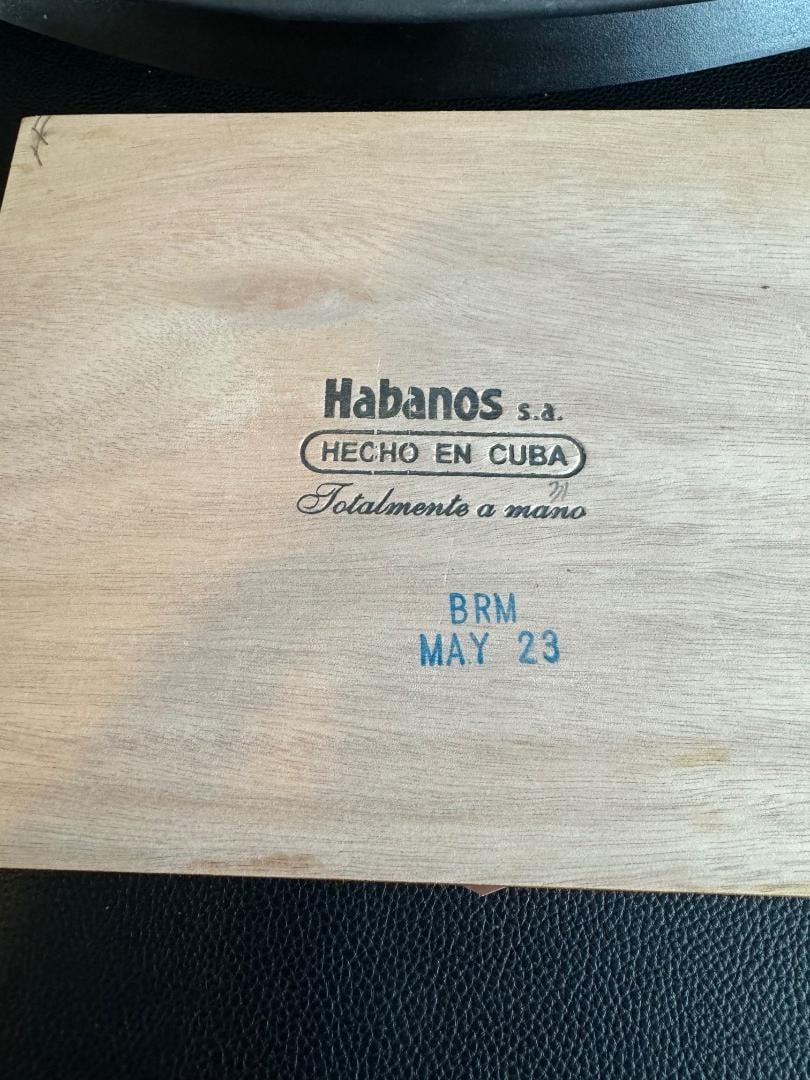 Habanos s.a.
HECHO EN CUBA
Totalmente a mano
BRM
MAY 23